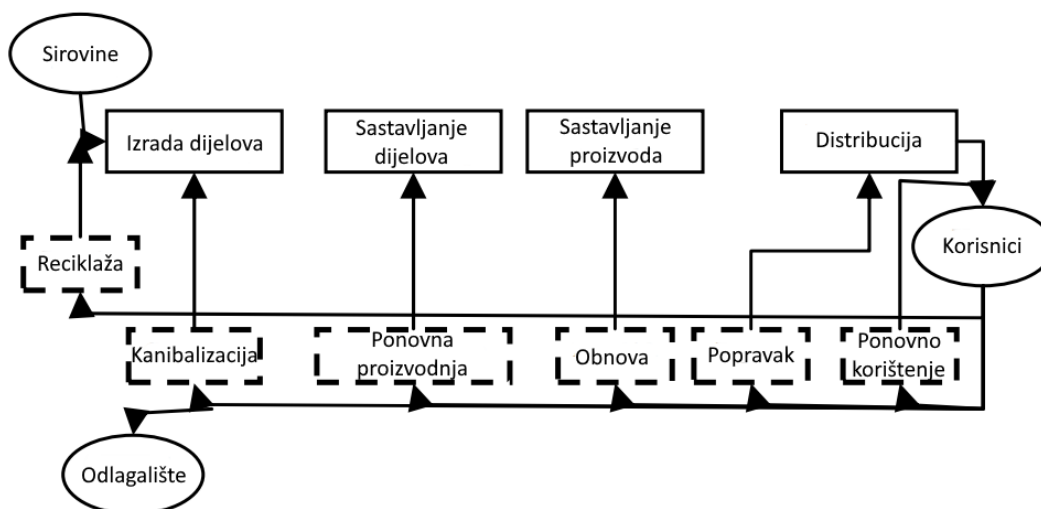 Sirovine
Izrada dijelova
Sastavljanje
dijelova
Sastavljanje
proizvoda
Distribucija
Reciklaža
Korisnici
Kanibalizacija
Ponovna
proizvodnja
Obnova
Popravak
Ponovno
korištenje
Odlagalište